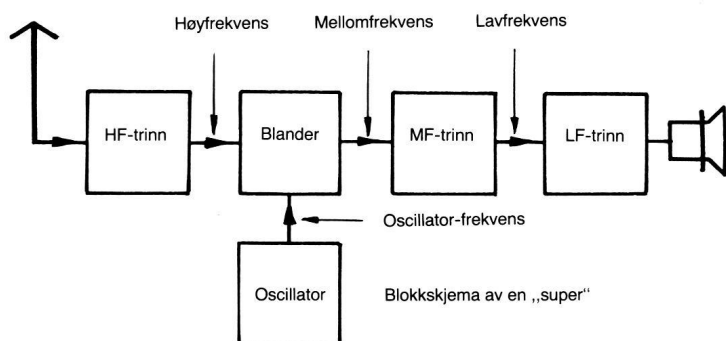 Høyfrekvens
Mellomfrekvens
Lavfrekvens
HF-trinn
Blander
MF-trinn
LF-trinn
Oscillator-frekvens
Oscillator
Blokkskjema av en ,,super“